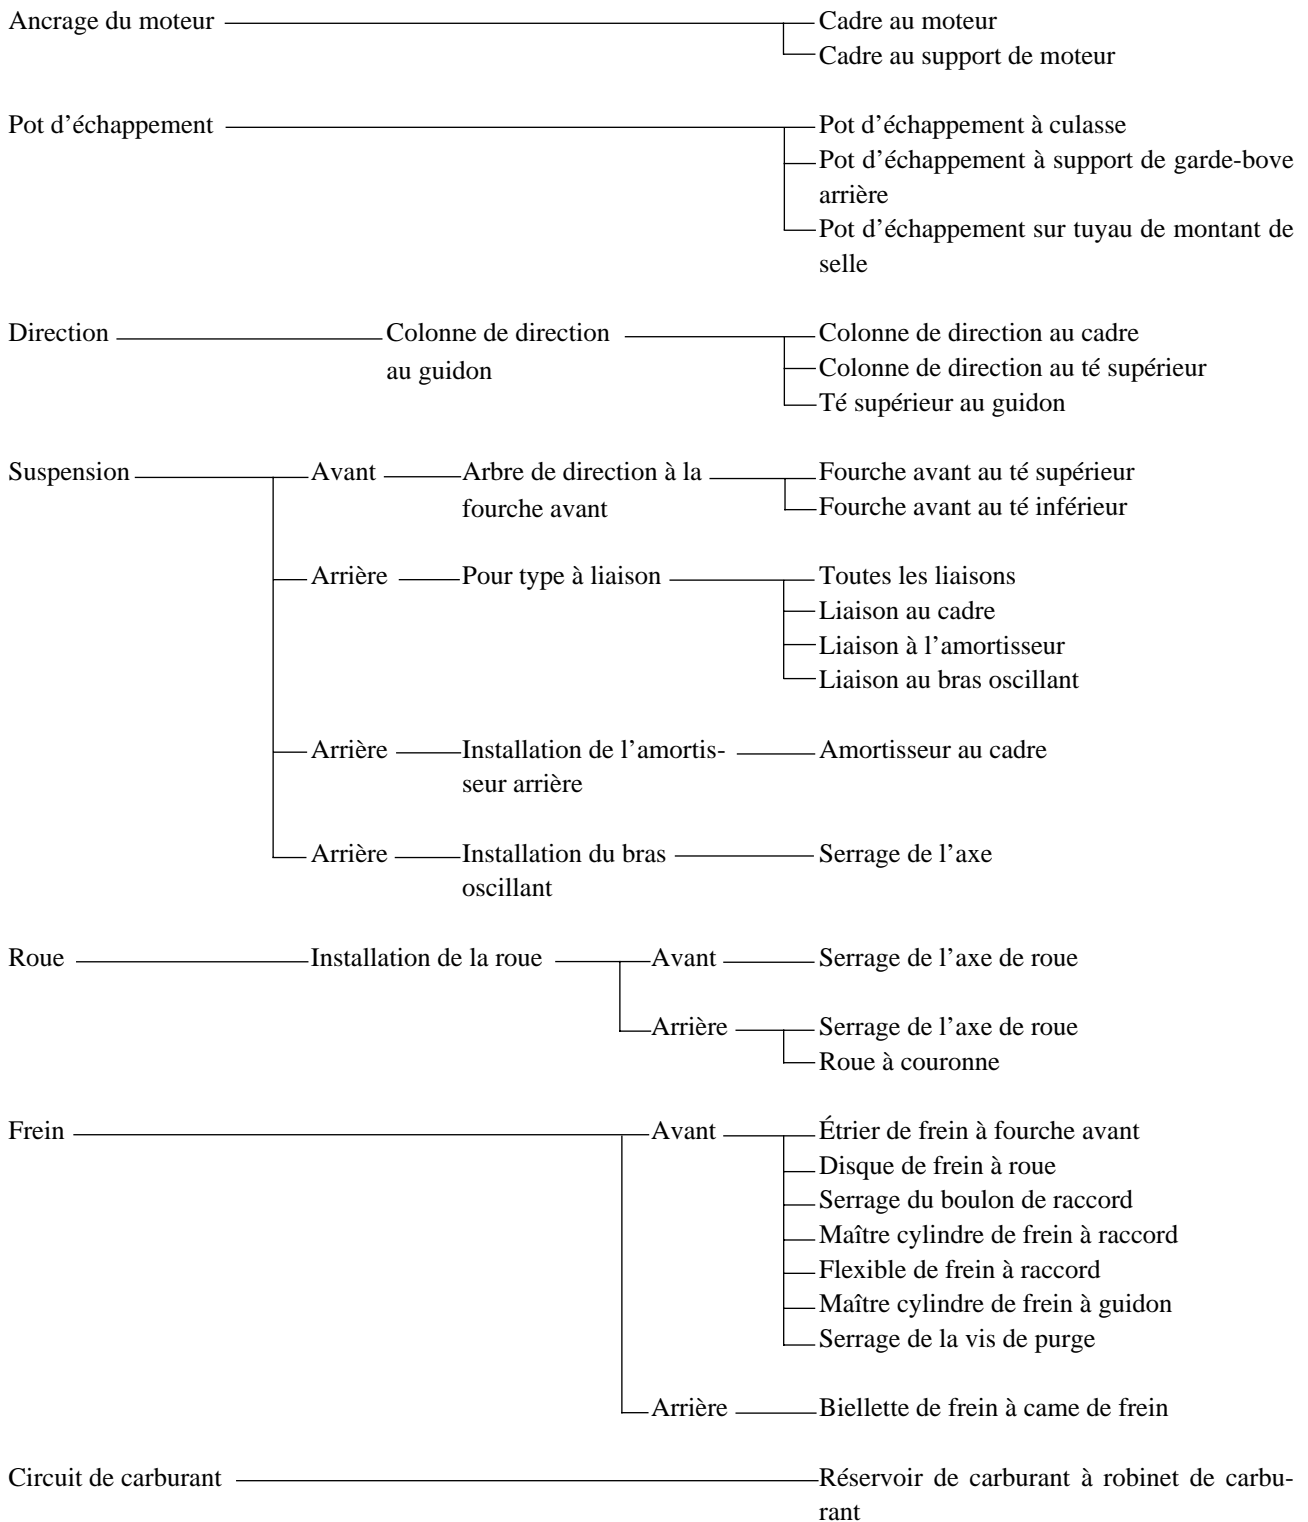 Ancrage du moteur Cadre au moteur
Cadre au support de moteur
Pot d’échappement Pot d’échappement à culasse
Pot d’échappement à support de garde-bove
arrière
Pot d’échappement sur tuyau de montant de
selle
Direction Colonne de direction Colonne de direction au cadre
au guidon Colonne de direction au té supérieur
Té supérieur au guidon
Suspension Avant Arbre de direction à la Fourche avant au té supérieur
fourche avant Fourche avant au té inférieur
Arrière Pour type à liaison Toutes les liaisons
Liaison au cadre
Liaison à l’amortisseur
Liaison au bras oscillant
Arrière Installation de l’amortis- Amortisseur au cadre
seur arrière
Arrière Installation du bras Serrage de l’axe
oscillant
Roue Installation de la roue Avant Serrage de l’axe de roue
Arrière Serrage de l’axe de roue
Roue à couronne
Frein Avant Étrier de frein à fourche avant
Disque de frein à roue
Serrage du boulon de raccord
Maître cylindre de frein à raccord
Flexible de frein à raccord
Maître cylindre de frein à guidon
Serrage de la vis de purge
Arrière Biellette de frein à came de frein
Circuit de carburant Réservoir de carburant à robinet de carbu-
rant